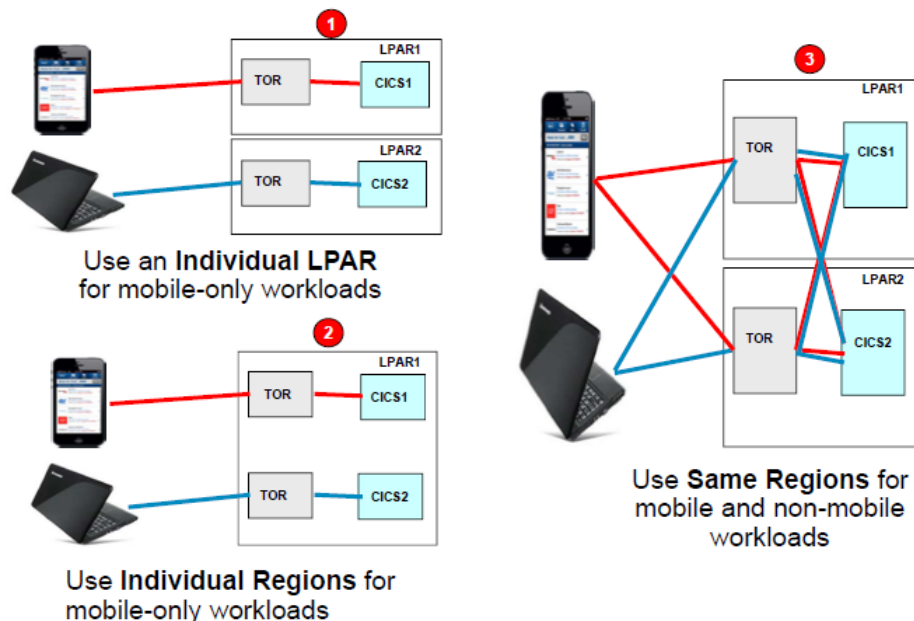 1
LPAR1
TOR
CICS1
LPAR2
TOR
CICS2
Use an Individual LPAR
for mobile-only workloads
2
LPAR1
TOR
CICS1
TOR
CICS2
Use Individual Regions for
mobile-only workloads
3
LPAR1
TOR
CICS1
LPAR2
TOR
CICS2
Use Same Regions for
mobile and non-mobile
workloads